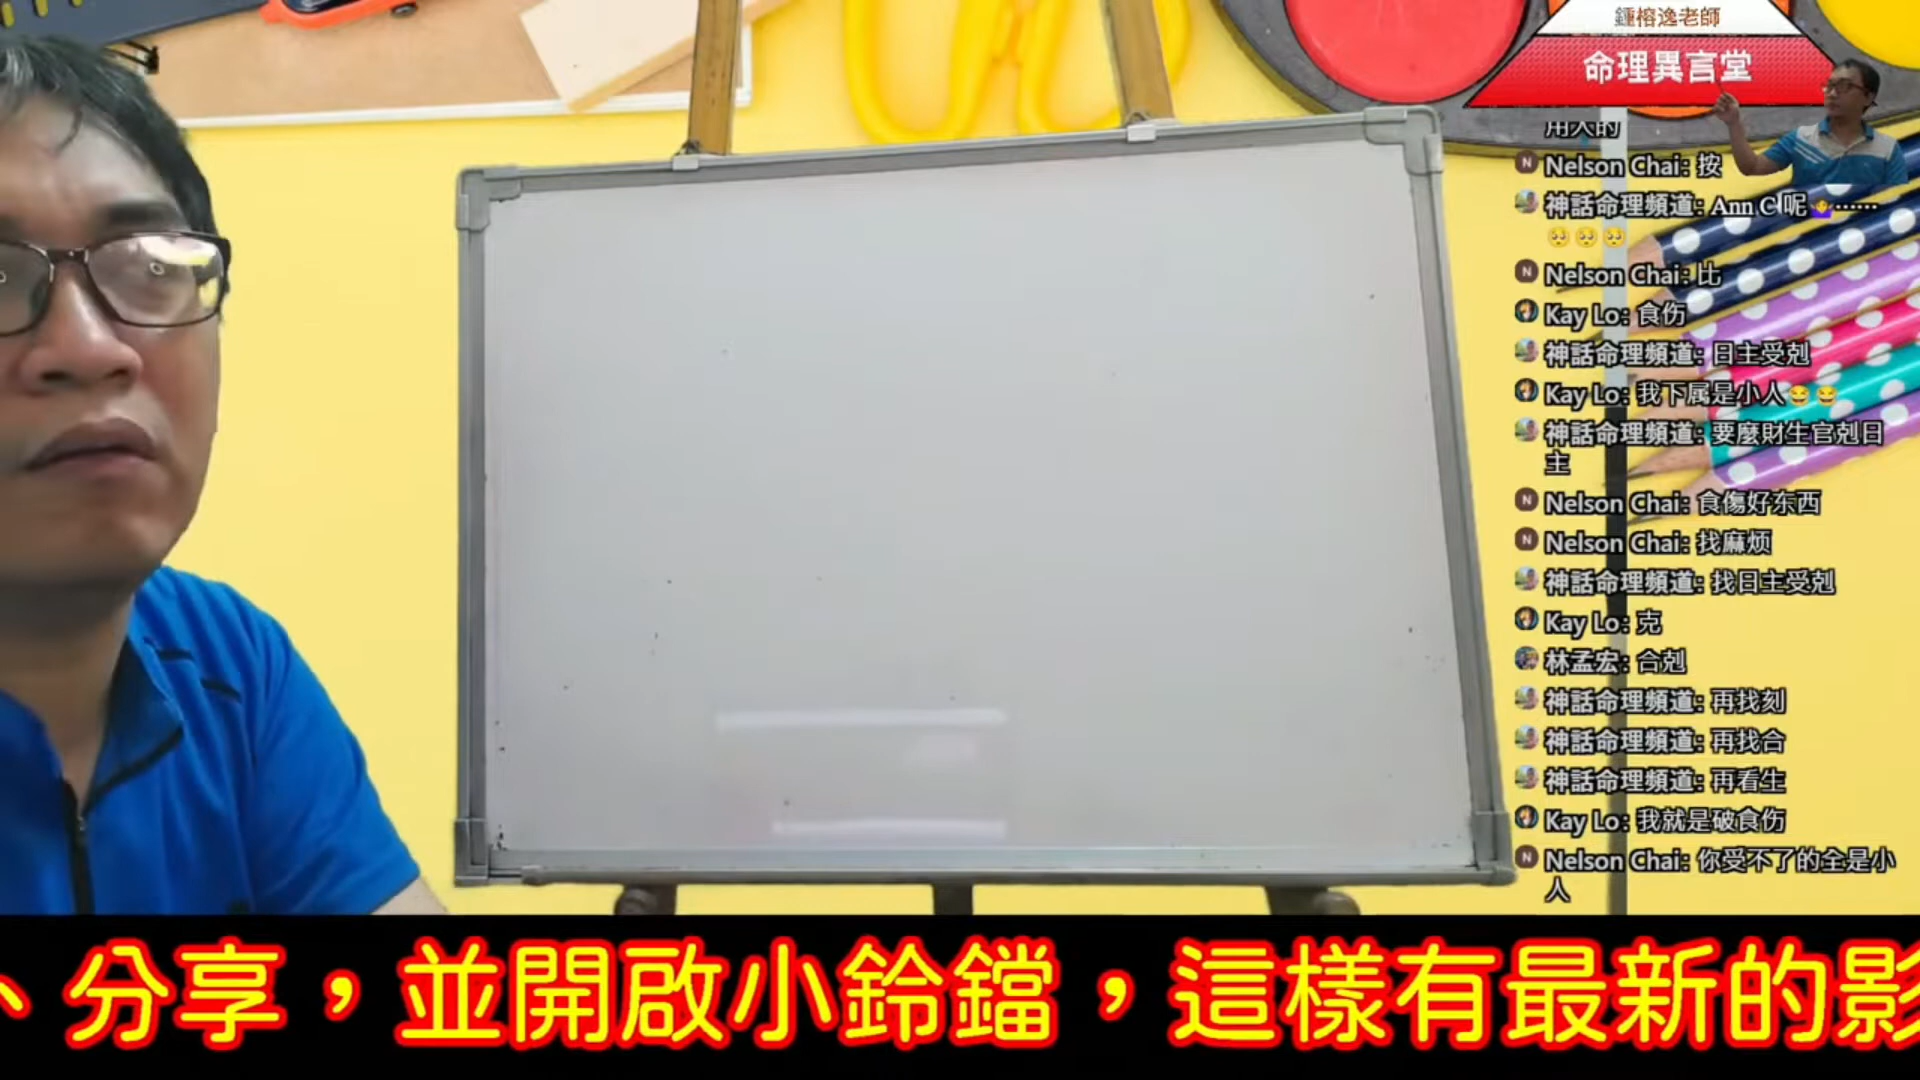 鍾榕逸老師
命理異言堂
用人的
Nelson Chai: 按
神話命理頻道: Ann C 呢🤷‍♀️⋯⋯
🥺🥺🥺
Nelson Chai: 比
Kay Lo: 食伤
神話命理頻道: 日主受剋
Kay Lo: 我下属是小人😂😂
神話命理頻道: 要麼財生官剋日
主
Nelson Chai: 食傷好东西
Nelson Chai: 找麻烦
神話命理頻道: 找日主受剋
Kay Lo: 克
林孟宏: 合剋
神話命理頻道: 再找刻
神話命理頻道: 再找合
神話命理頻道: 再看生
Kay Lo: 我就是破食伤
Nelson Chai: 你受不了的全是小
人
、分享，並開啟小鈴鐺，這樣有最新的影